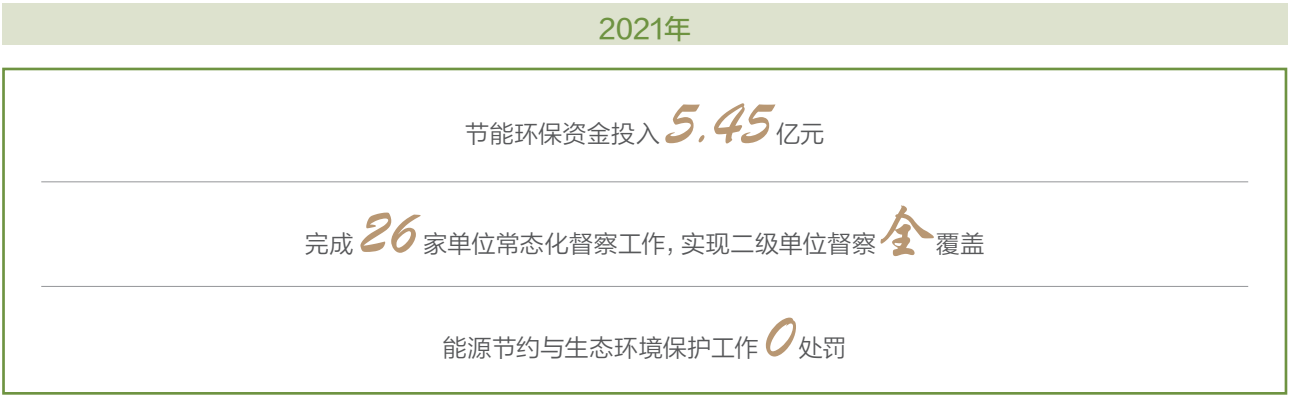 2021年
节能环保资金投入5.45亿元
完成26家单位常态化督察工作，实现二级单位督察全覆盖
能源节约与生态环境保护工作0处罚